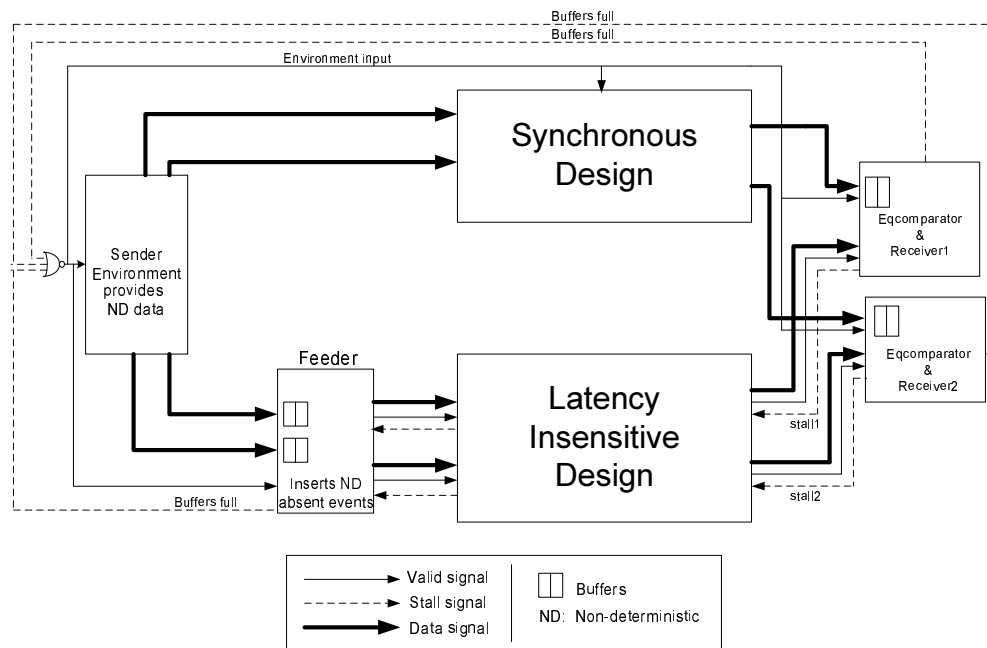 Buffers full
Buffers full
Environment input
Synchronous
Design
Sender
Environment
provides
ND data
Eqcomparator
&
Receiver1
Eqcomparator
&
Receiver2
Feeder
Inserts ND
absent events
Latency
Insensitive
Design
stall1
stall2
Buffers full
Valid signal
Stall signal
Data signal
Buffers
ND: Non-deterministic